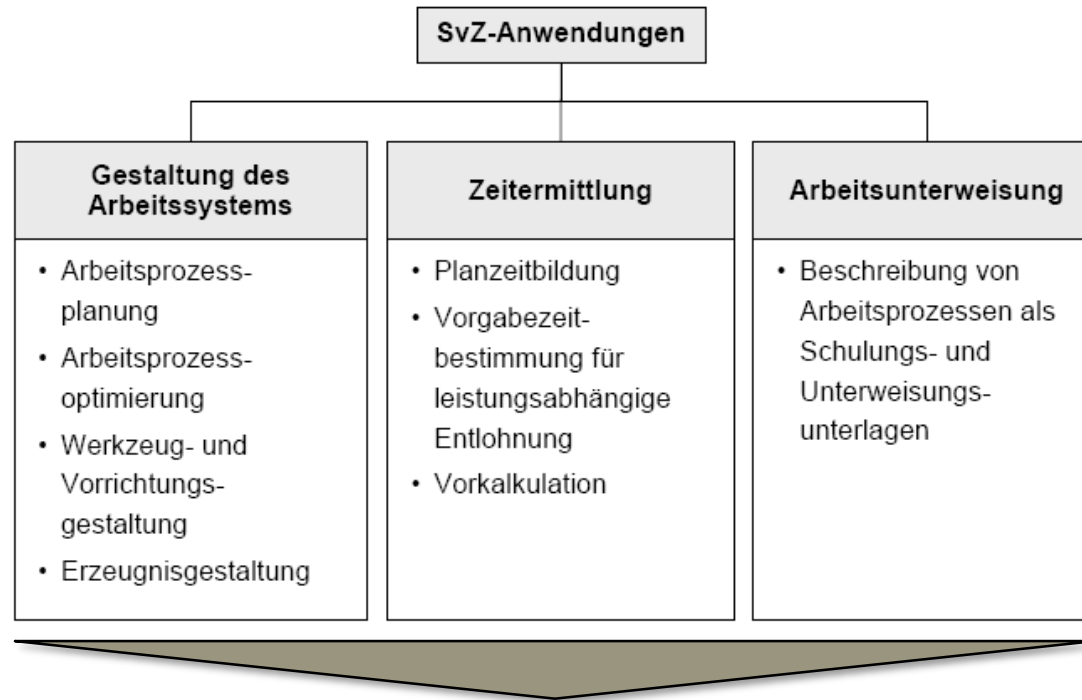 SvZ-Anwendungen
Gestaltung des
Arbeitssystems
• Arbeitsprozess-
planung
• Arbeitsprozess-
optimierung
• Werkzeug- und
Vorrichtungs-
gestaltung
• Erzeugnisgestaltung
Zeitermittlung
• Planzeitbildung
• Vorgabezeit-
bestimmung für
leistungsabhängige
Entlohnung
• Vorkalkulation
Arbeitsunterweisung
• Beschreibung von
Arbeitsprozessen als
Schulungs- und
Unterweisungs-
unterlagen